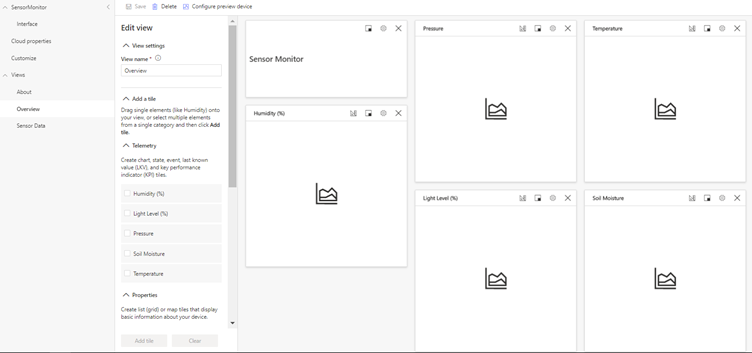 SensorMonitor
Interface
Cloud properties
Customize
Views
About
Overview
Sensor Data
Save Delete Configure preview device
Edit view
View settings
View name *
Overview
Add a tile
Drag single elements (like Humidity) onto
your view, or select multiple elements
from a single category and then click Add
tile.
Telemetry
Create chart, state, event, last known
value (LKV), and key performance
indicator (KPI) tiles.
Humidity (%)
Light Level (%)
Pressure
Soil Moisture
Temperature
Properties
Create list (grid) or map tiles that display
basic information about your device.
Add tile Clear
Sensor Monitor
Pressure
Temperature
Humidity (%)
Light Level (%)
Soil Moisture